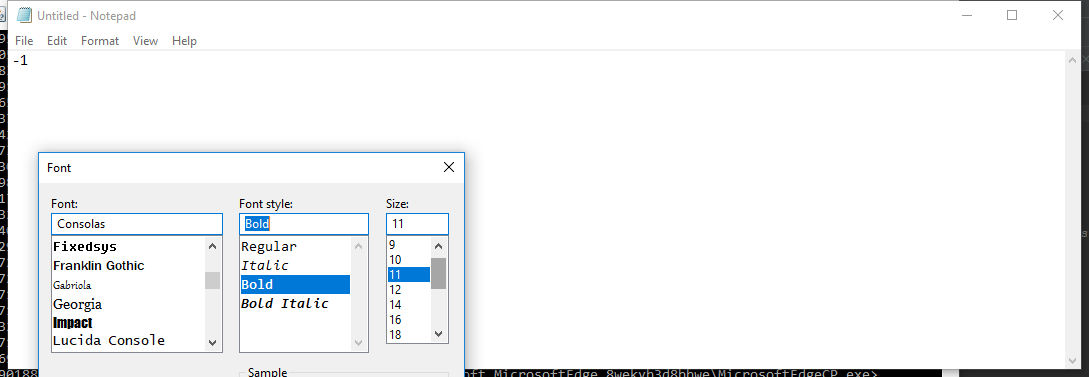 Untitled - Notepad
File Edit Format View Help
-1
Font
Font: Font style: Size:
Consolas Bold 11
Fixedsys Regular 9
Franklin Gothic Italic 10
Gabriola Bold 11
Georgia Bold Italic 12
Impact 14
Lucida Console 16
18
Sample
90188 soft.MicrosoftEdge_8wekyb3d8bbwe\MicrosoftEdgeCP.exe>